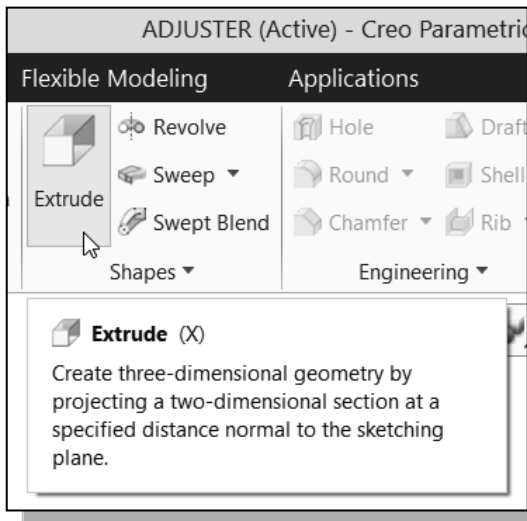 ADJUSTER (Active) - Creo Parametric
Flexible Modeling Applications
Extrude
Revolve
Sweep
Swept Blend
Shapes
Hole
Draft
Round
Shell
Chamfer
Rib
Engineering
Extrude (X)
Create three-dimensional geometry by
projecting a two-dimensional section at a
specified distance normal to the sketching
plane.